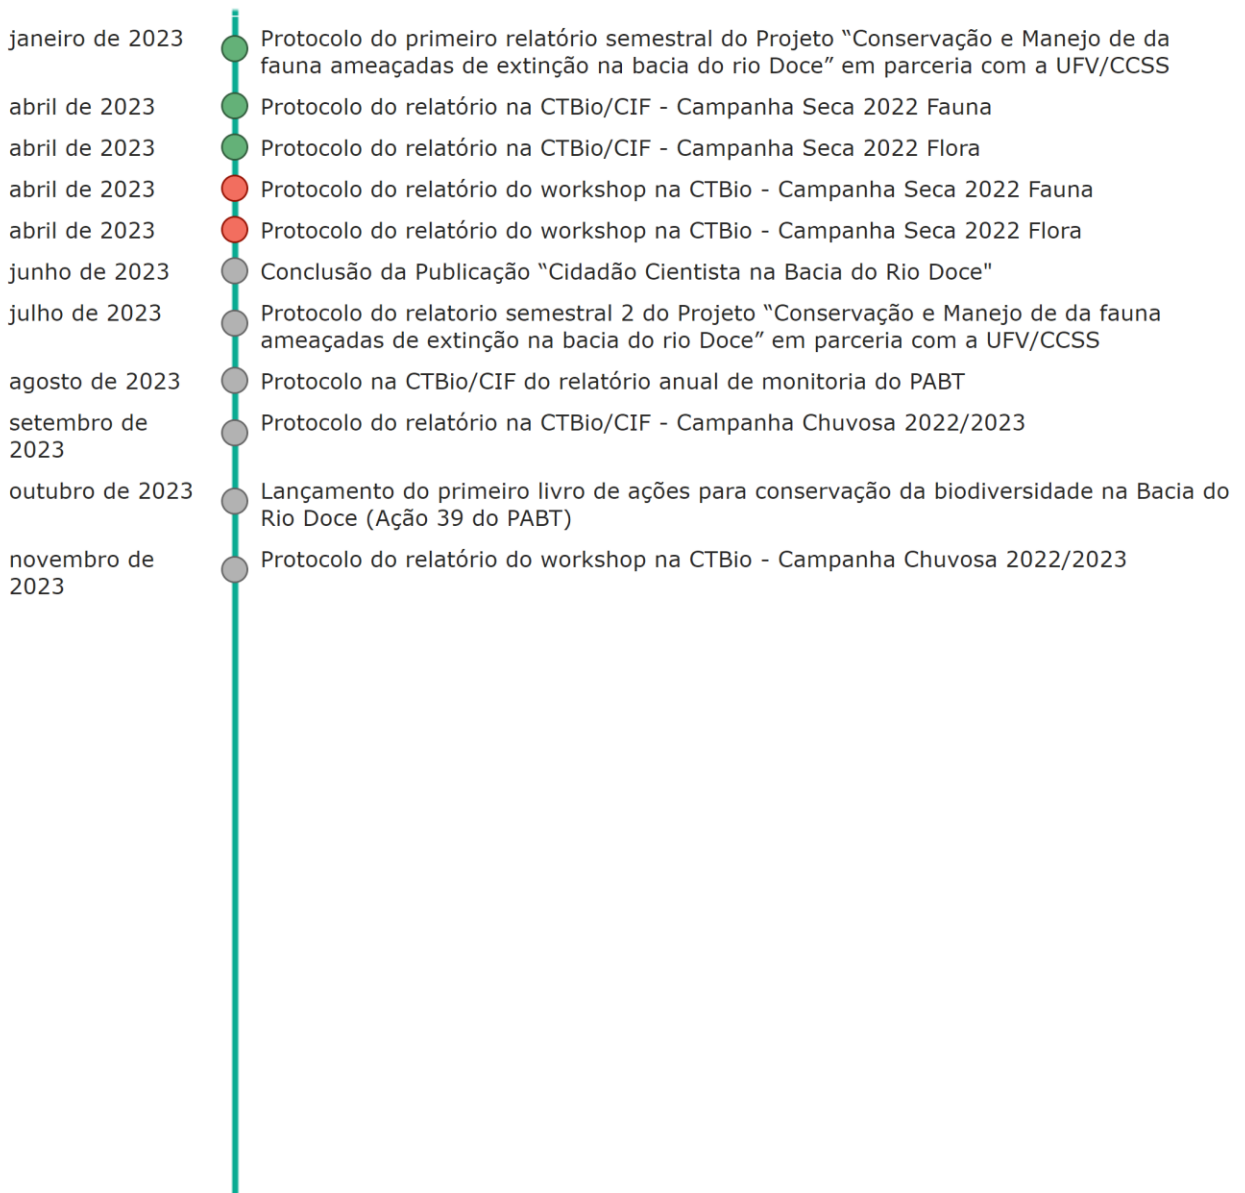 janeiro de 2023
Protocolo do primeiro relatório semestral do Projeto “Conservação e Manejo de da
fauna ameaçadas de extinção na bacia do rio Doce” em parceria com a UFV/CCSS
abril de 2023
Protocolo do relatório na CTBio/CIF - Campanha Seca 2022 Fauna
abril de 2023
Protocolo do relatório na CTBio/CIF - Campanha Seca 2022 Flora
abril de 2023
Protocolo do relatório do workshop na CTBio - Campanha Seca 2022 Fauna
abril de 2023
Protocolo do relatório do workshop na CTBio - Campanha Seca 2022 Flora
junho de 2023
Conclusão da Publicação “Cidadão Cientista na Bacia do Rio Doce"
julho de 2023
Protocolo do relatorio semestral 2 do Projeto “Conservação e Manejo de da fauna
ameaçadas de extinção na bacia do rio Doce” em parceria com a UFV/CCSS
agosto de 2023
Protocolo na CTBio/CIF do relatório anual de monitoria do PABT
setembro de
2023
Protocolo do relatório na CTBio/CIF - Campanha Chuvosa 2022/2023
outubro de 2023
Lançamento do primeiro livro de ações para conservação da biodiversidade na Bacia do
Rio Doce (Ação 39 do PABT)
novembro de
2023
Protocolo do relatório do workshop na CTBio - Campanha Chuvosa 2022/2023